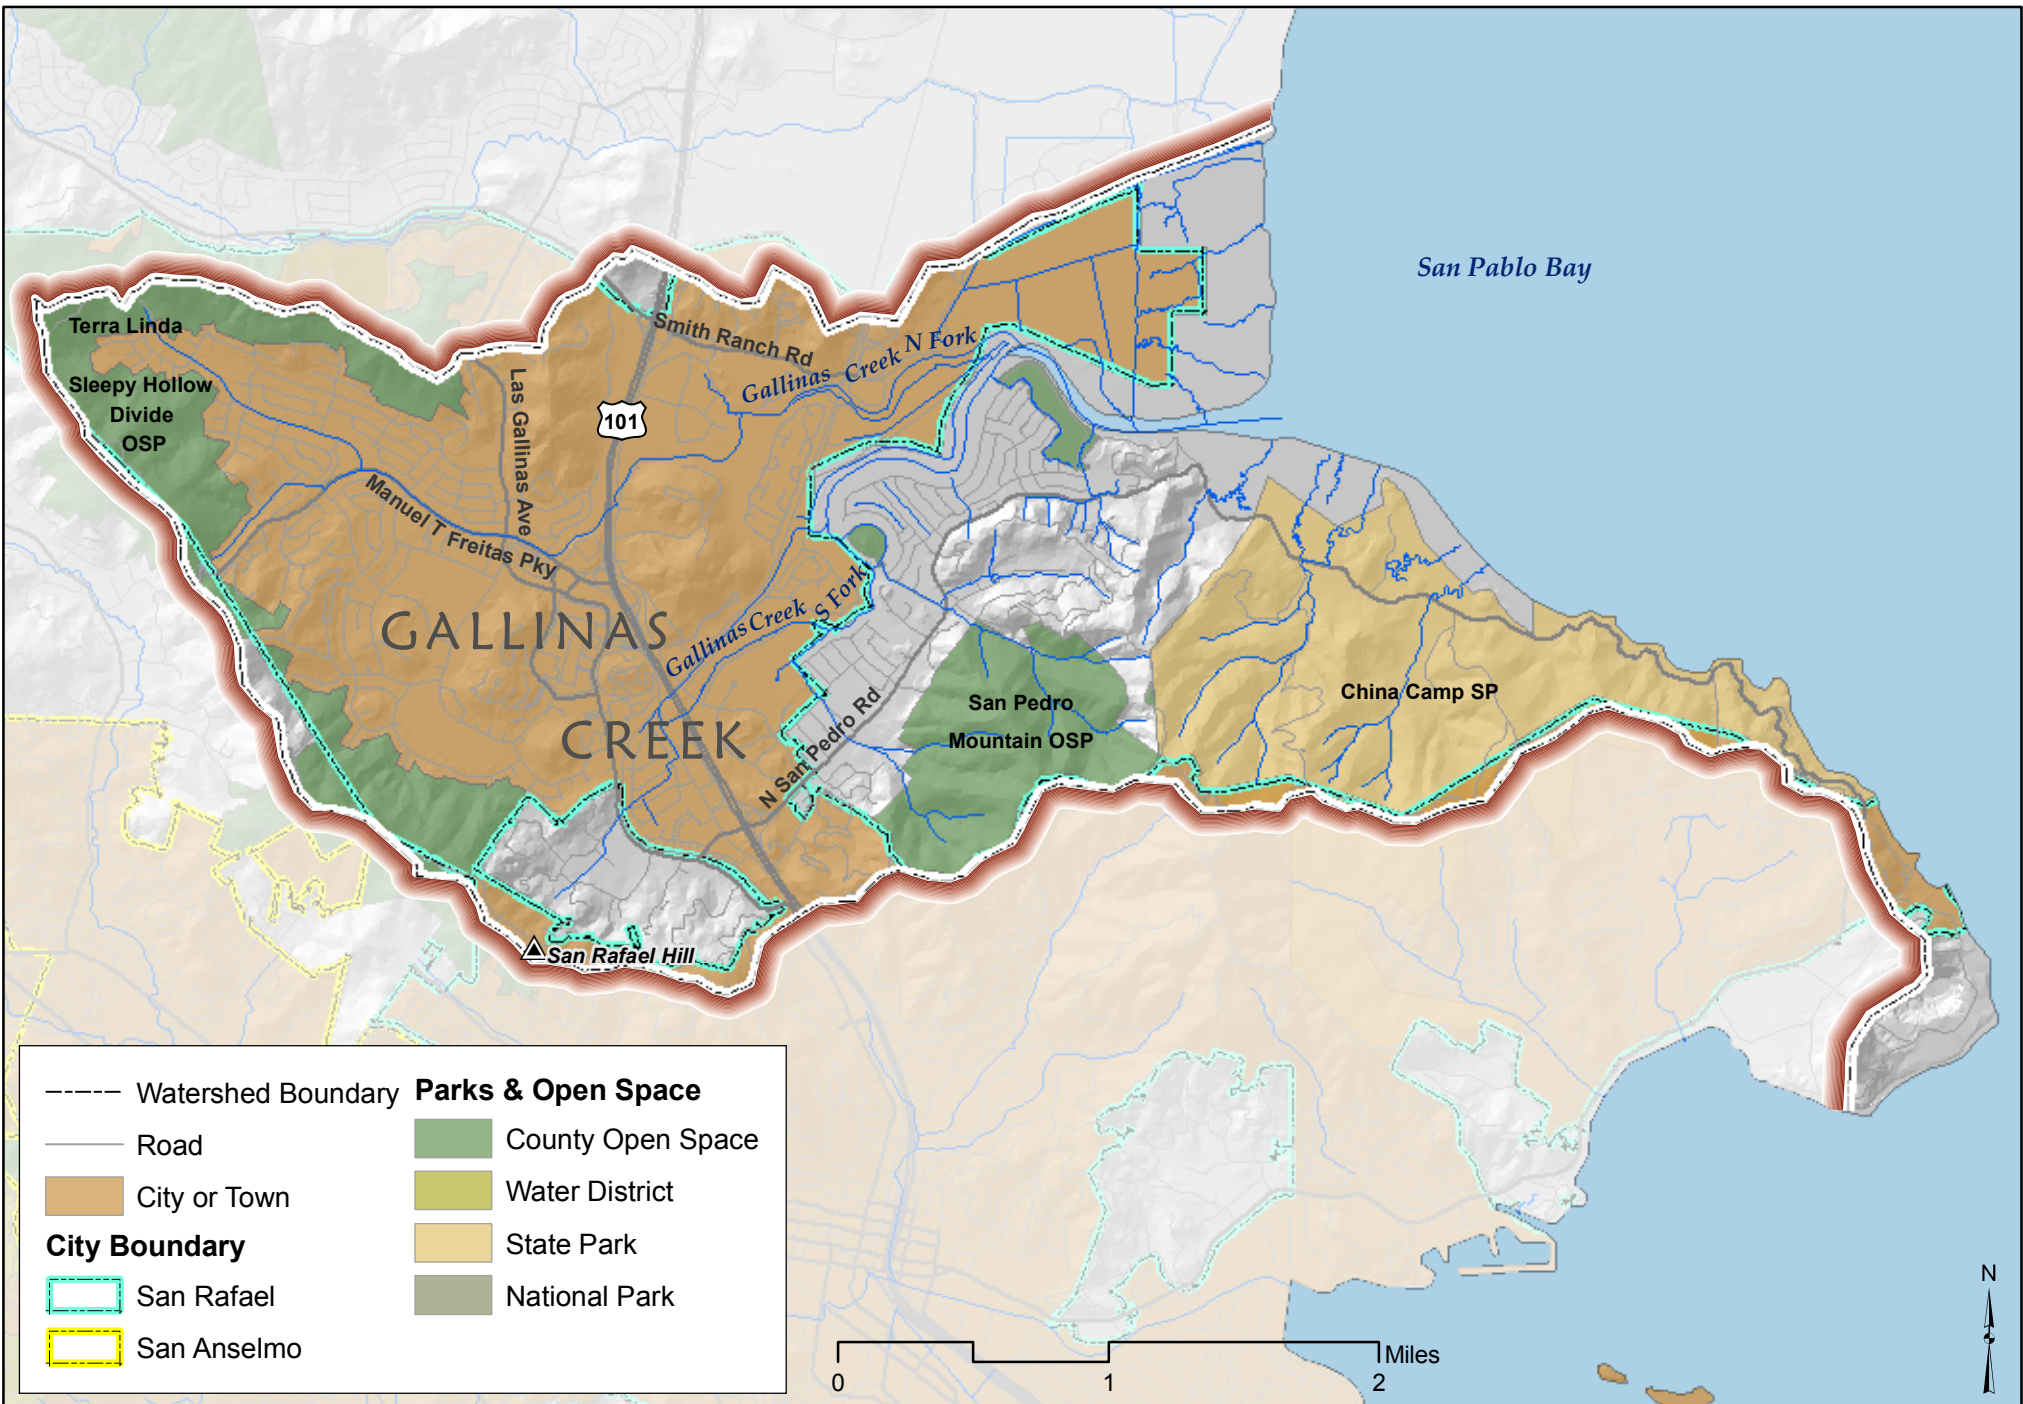 San Pablo Bay
Terra Linda
Sleepy Hollow
Divide
OSP
Smith Ranch Rd
Gallinas Creek N Fork
Las Gallinas Ave
101
Manuel T Freitas Pky
GALLINAS
CREEK
Gallinas Creek S Fork
N San Pedro Rd
San Pedro
Mountain OSP
China Camp SP
San Rafael Hill
Watershed Boundary
Road
City or Town
City Boundary
San Rafael
San Anselmo
Parks & Open Space
County Open Space
Water District
State Park
National Park
Miles
0 1 2
N